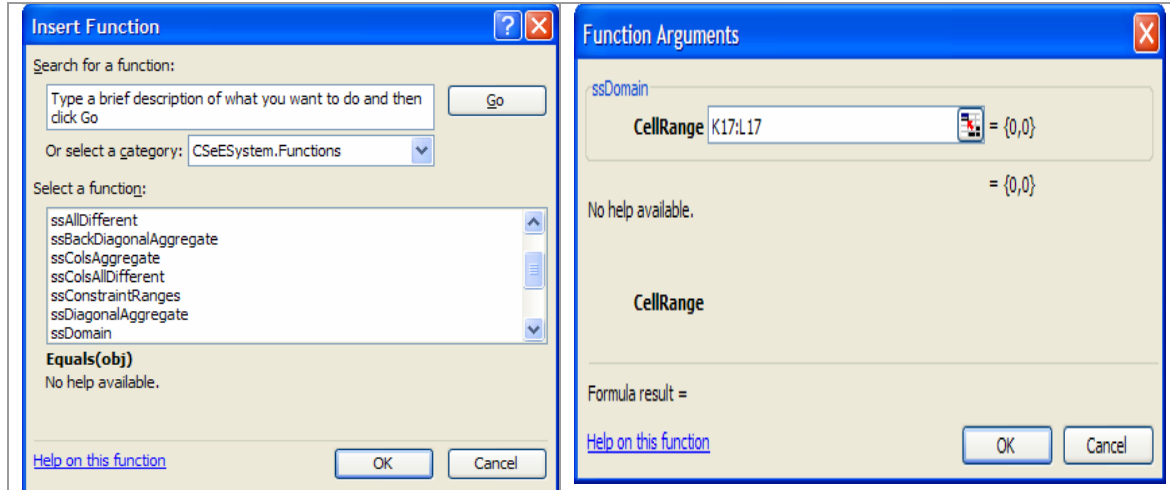 Insert Function
Search for a function:
Type a brief description of what you want to do and then
click Go
Go
Or select a category: CSeESystem.Functions
Select a function:
ssAllDifferent
ssBackDiagonalAggregate
ssColsAggregate
ssColsAllDifferent
ssConstraintRanges
ssDiagonalAggregate
ssDomain
Equals(obj)
No help available.
Help on this function
OK
Cancel
Function Arguments
ssDomain
CellRange K17:L17 = {0,0}
= {0,0}
No help available.
CellRange
Formula result =
Help on this function
OK
Cancel